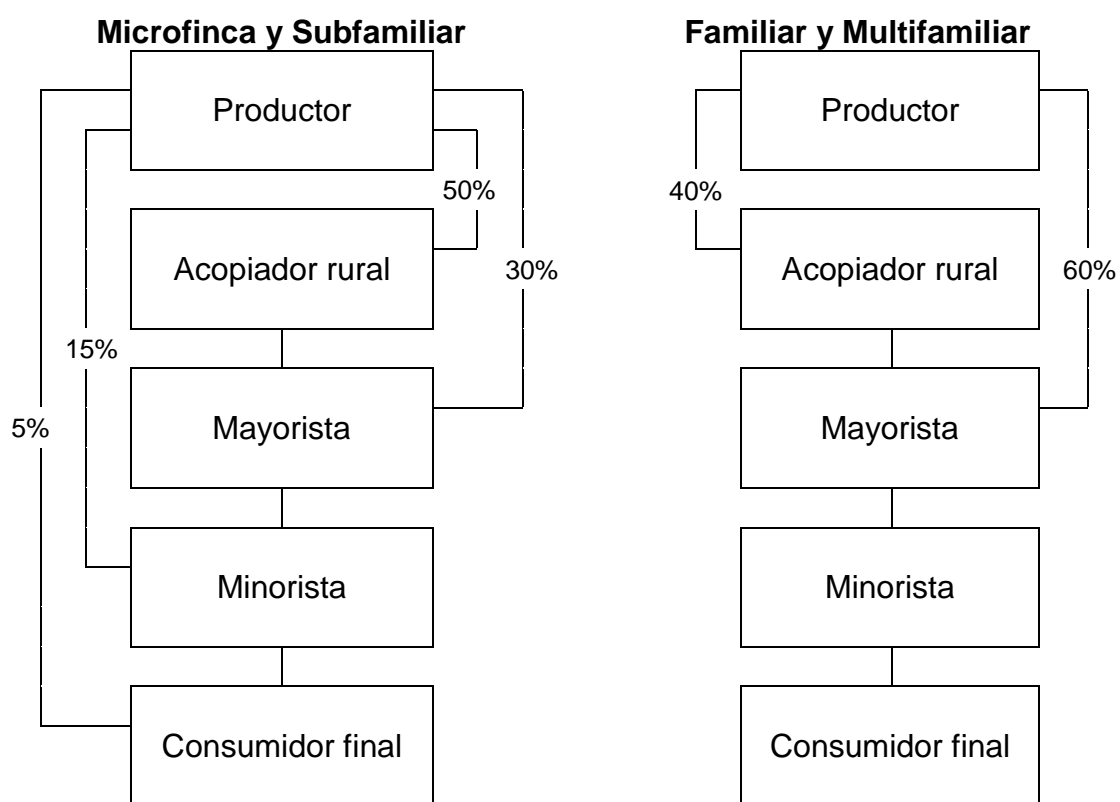 Microfinca y Subfamiliar
Productor
50%
Acopiador rural
30%
15%
Mayorista
5%
Minorista
Consumidor final
Familiar y Multifamiliar
Productor
40%
Acopiador rural
60%
Mayorista
Minorista
Consumidor final